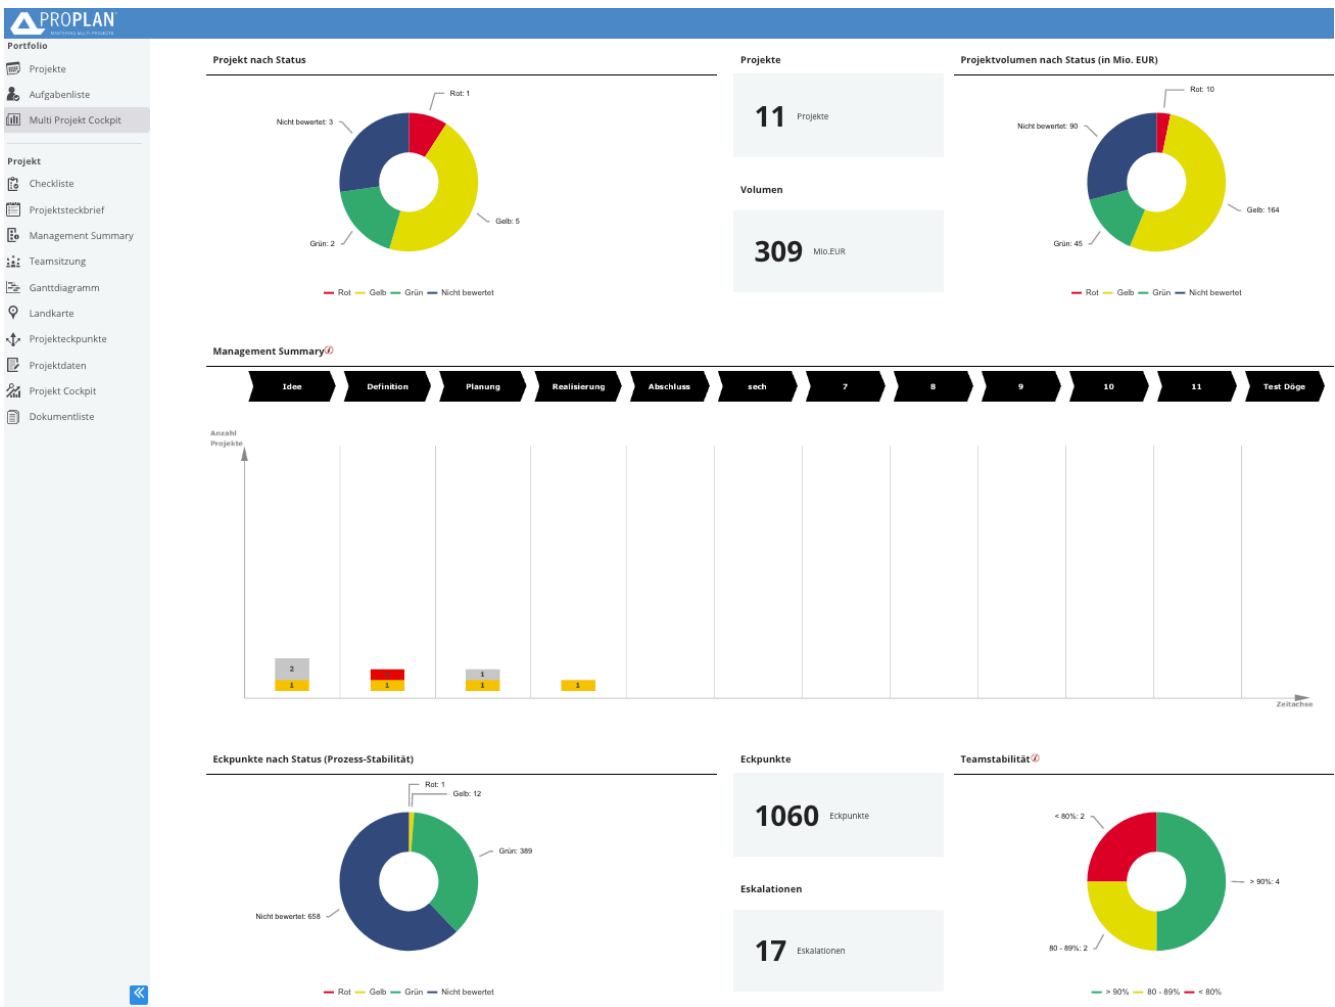 PROPLAN
MASTERING MULTI PROJECTS
Portfolio
Projekte
Aufgabenliste
Multi Projekt Cockpit
Projekt
Checkliste
Projektsteckbrief
Management Summary
Teamsitzung
Ganttdiagramm
Landkarte
Projekteckpunkte
Projektdaten
Projekt Cockpit
Dokumentliste
Projekt nach Status
Rot: 1
Nicht bewertet: 3
Gelb: 5
Grün: 2
Rot Gelb Grün Nicht bewertet
Projekte
11 Projekte
Volumen
309 Mio.EUR
Projektvolumen nach Status (in Mio. EUR)
Rot: 10
Nicht bewertet: 90
Gelb: 164
Grün: 45
Rot Gelb Grün Nicht bewertet
Management Summary
Idee Definition Planung Realisierung Abschluss sech 7 8 9 10 11 Test Döge
Anzahl
Projekte
2 1
1 1 1 1
Zeitachse
Eckpunkte nach Status (Prozess-Stabilität)
Rot: 1
Gelb: 12
Grün: 389
Nicht bewertet: 658
Rot Gelb Grün Nicht bewertet
Eckpunkte
1060 Eckpunkte
Eskalationen
17 Eskalationen
Teamstabilität
< 80%: 2
> 90%: 4
80 - 89%: 2
> 90% 80 - 89% < 80%